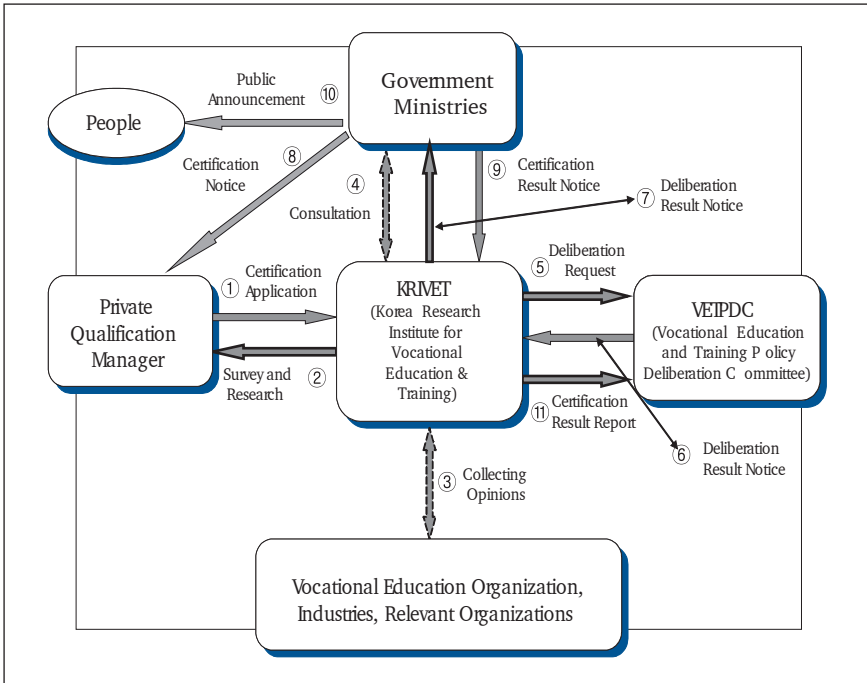 Government
Ministries
Public
Announcement
⑩
People
⑧
Certification
Notice
④
Consultation
⑨
Certification
Result Notice
⑦
Deliberation
Result Notice
⑤
Deliberation
Request
①
Certification
Application
Private
Qualification
Manager
KRIVET
(Korea Research
Institute for
Vocational
Education &
Training)
VETPDC
(Vocational Education
and Training Policy
Deliberation Committee)
Survey and
Research
②
⑪
Certification
Result Report
⑥
Deliberation
Result Notice
③
Collecting
Opinions
Vocational Education Organization,
Industries, Relevant Organizations